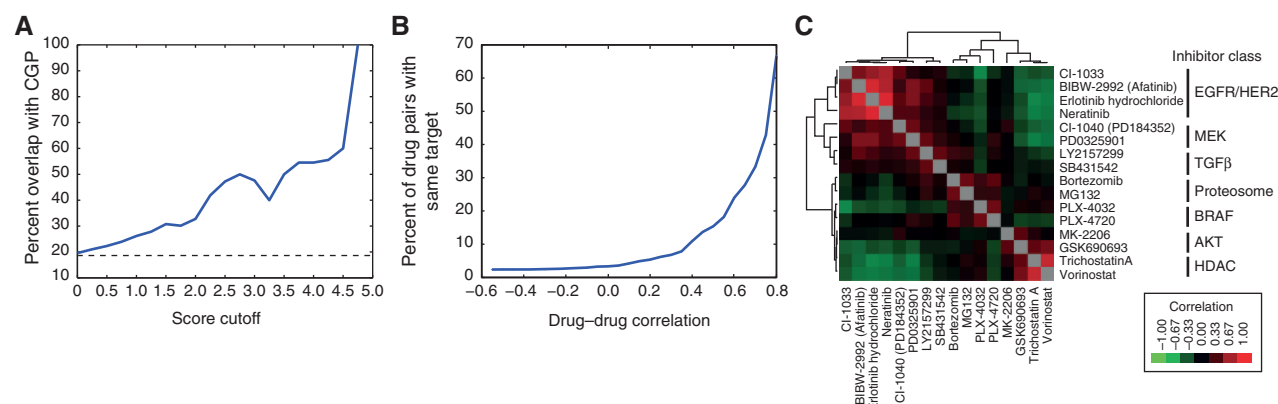 A
Percent overlap with CGP
100
90
80
70
60
50
40
30
20
10
0 0.5 1.0 1.5 2.0 2.5 3.0 3.5 4.0 4.5 5.0
Score cutoff
B
Percent of drug pairs with
same target
70
60
50
40
30
20
10
0
−0.6 −0.4 −0.2 0.0 0.2 0.4 0.6 0.8
Drug–drug correlation
C
Inhibitor class
CI-1033
BIBW-2992 (Afatinib)
Erlotinib hydrochloride
Neratinib
CI-1040 (PD184352)
PD0325901
LY2157299
SB431542
Bortezomib
MG132
PLX-4032
PLX-4720
MK-2206
GSK690693
TrichostatinA
Vorinostat
EGFR/HER2
MEK
TGFβ
Proteosome
BRAF
AKT
HDAC
CI-1033
BIBW-2992 (Afatinib)
Erlotinib hydrochloride
Neratinib
CI-1040 (PD184352)
PD0325901
LY2157299
SB431542
Bortezomib
MG132
PLX-4032
PLX-4720
MK-2206
GSK690693
Trichostatin A
Vorinostat
Correlation
−1.00
−0.67
−0.33
0.00
0.33
0.67
1.00